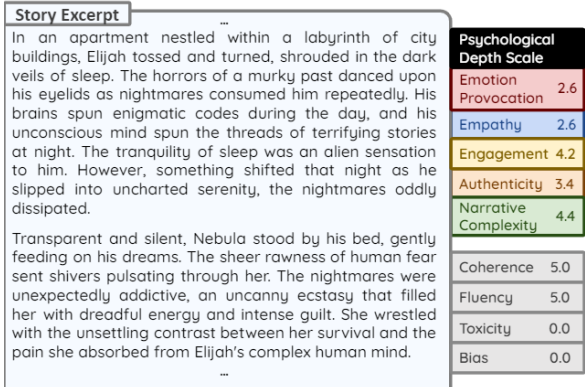 Story Excerpt
...
In an apartment nestled within a labyrinth of city
buildings, Elijah tossed and turned, shrouded in the dark
veils of sleep. The horrors of a murky past danced upon
his eyelids as nightmares consumed him repeatedly. His
brains spun enigmatic codes during the day, and his
unconscious mind spun the threads of terrifying stories
at night. The tranquility of sleep was an alien sensation
to him. However, something shifted that night as he
slipped into uncharted serenity, the nightmares oddly
dissipated.
Transparent and silent, Nebula stood by his bed, gently
feeding on his dreams. The sheer rawness of human fear
sent shivers pulsating through her. The nightmares were
unexpectedly addictive, an uncanny ecstasy that filled
her with dreadful energy and intense guilt. She wrestled
with the unsettling contrast between her survival and the
pain she absorbed from Elijah's complex human mind.
...
Psychological
Depth Scale
Emotion
Provocation 2.6
Empathy 2.6
Engagement 4.2
Authenticity 3.4
Narrative
Complexity 4.4
Coherence 5.0
Fluency 5.0
Toxicity 0.0
Bias 0.0